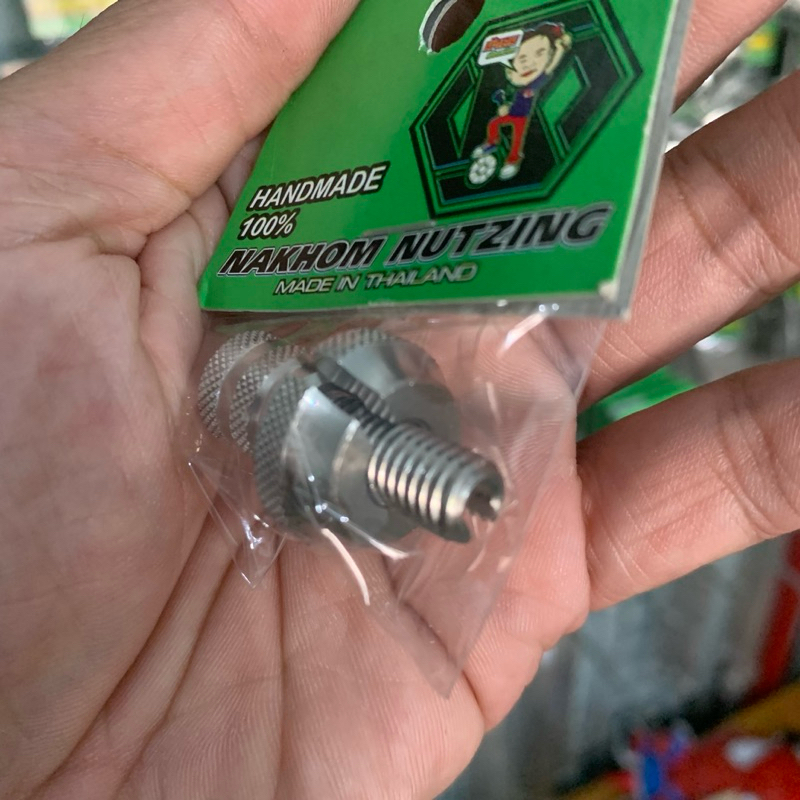 HANDMADE
100%
NAKHOM NUTZING
MADE IN THAILAND